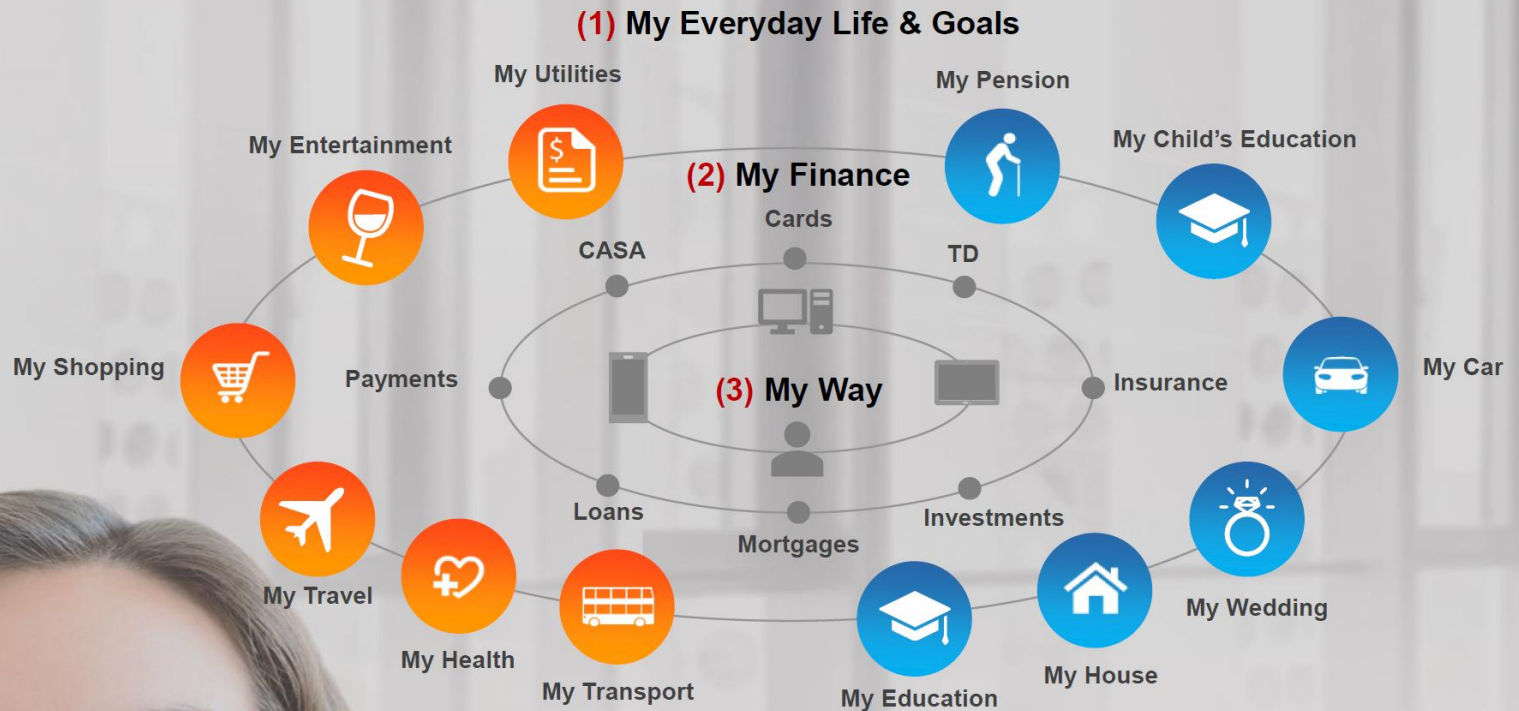 (1) My Everyday Life & Goals
My Utilities
My Pension
My Entertainment
My Child’s Education
(2) My Finance
Cards
CASA
TD
My Shopping
Payments
(3) My Way
Insurance
My Car
Loans
Investments
Mortgages
My Travel
My Wedding
My Health
My House
My Transport
My Education
$